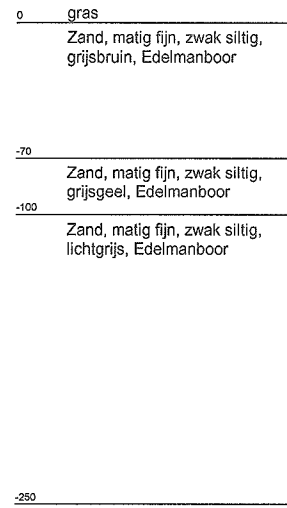 0 gras
Zand, matig fijn, zwak siltig,
grijsbruin, Edelmanboor
-70
Zand, matig fijn, zwak siltig,
grijsgeel, Edelmanboor
-100
Zand, matig fijn, zwak siltig,
lichtgrijs, Edelmanboor
-250